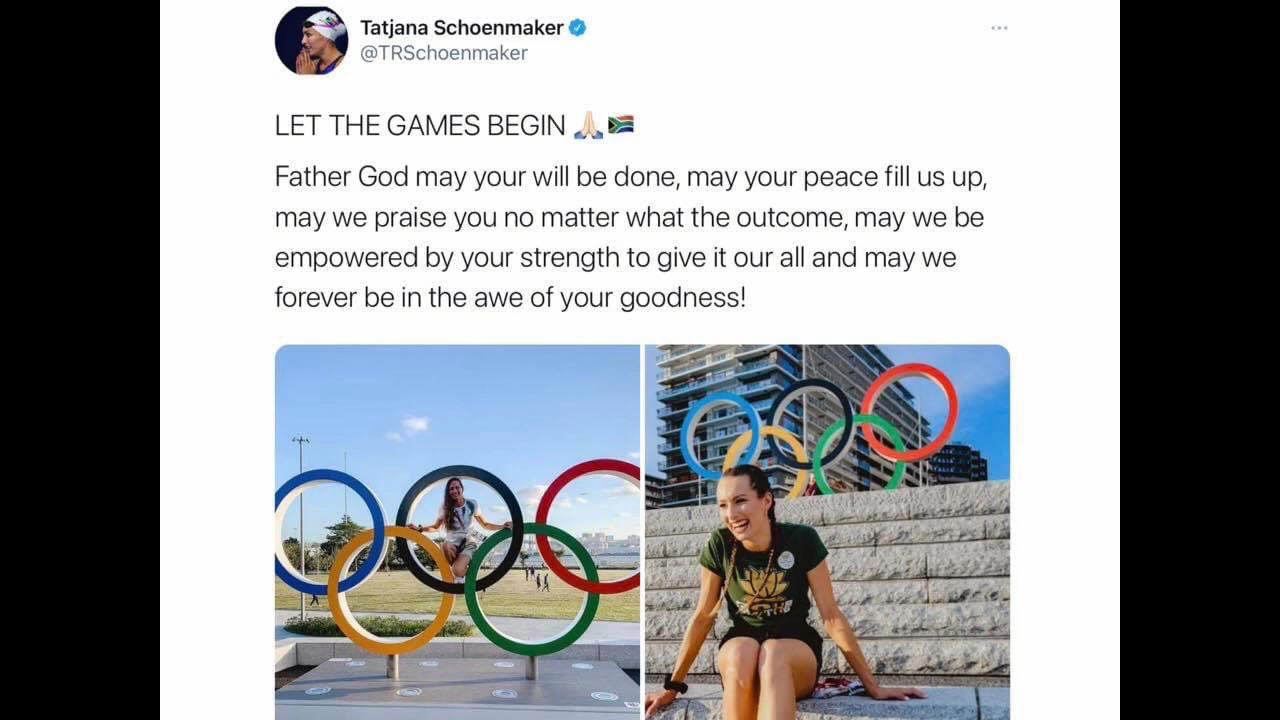 Tatjana Schoenmaker
@TRSchoenmaker
LET THE GAMES BEGIN 🙏🏻🇿🇦
Father God may your will be done, may your peace fill us up,
may we praise you no matter what the outcome, may we be
empowered by your strength to give it our all and may we
forever be in the awe of your goodness!